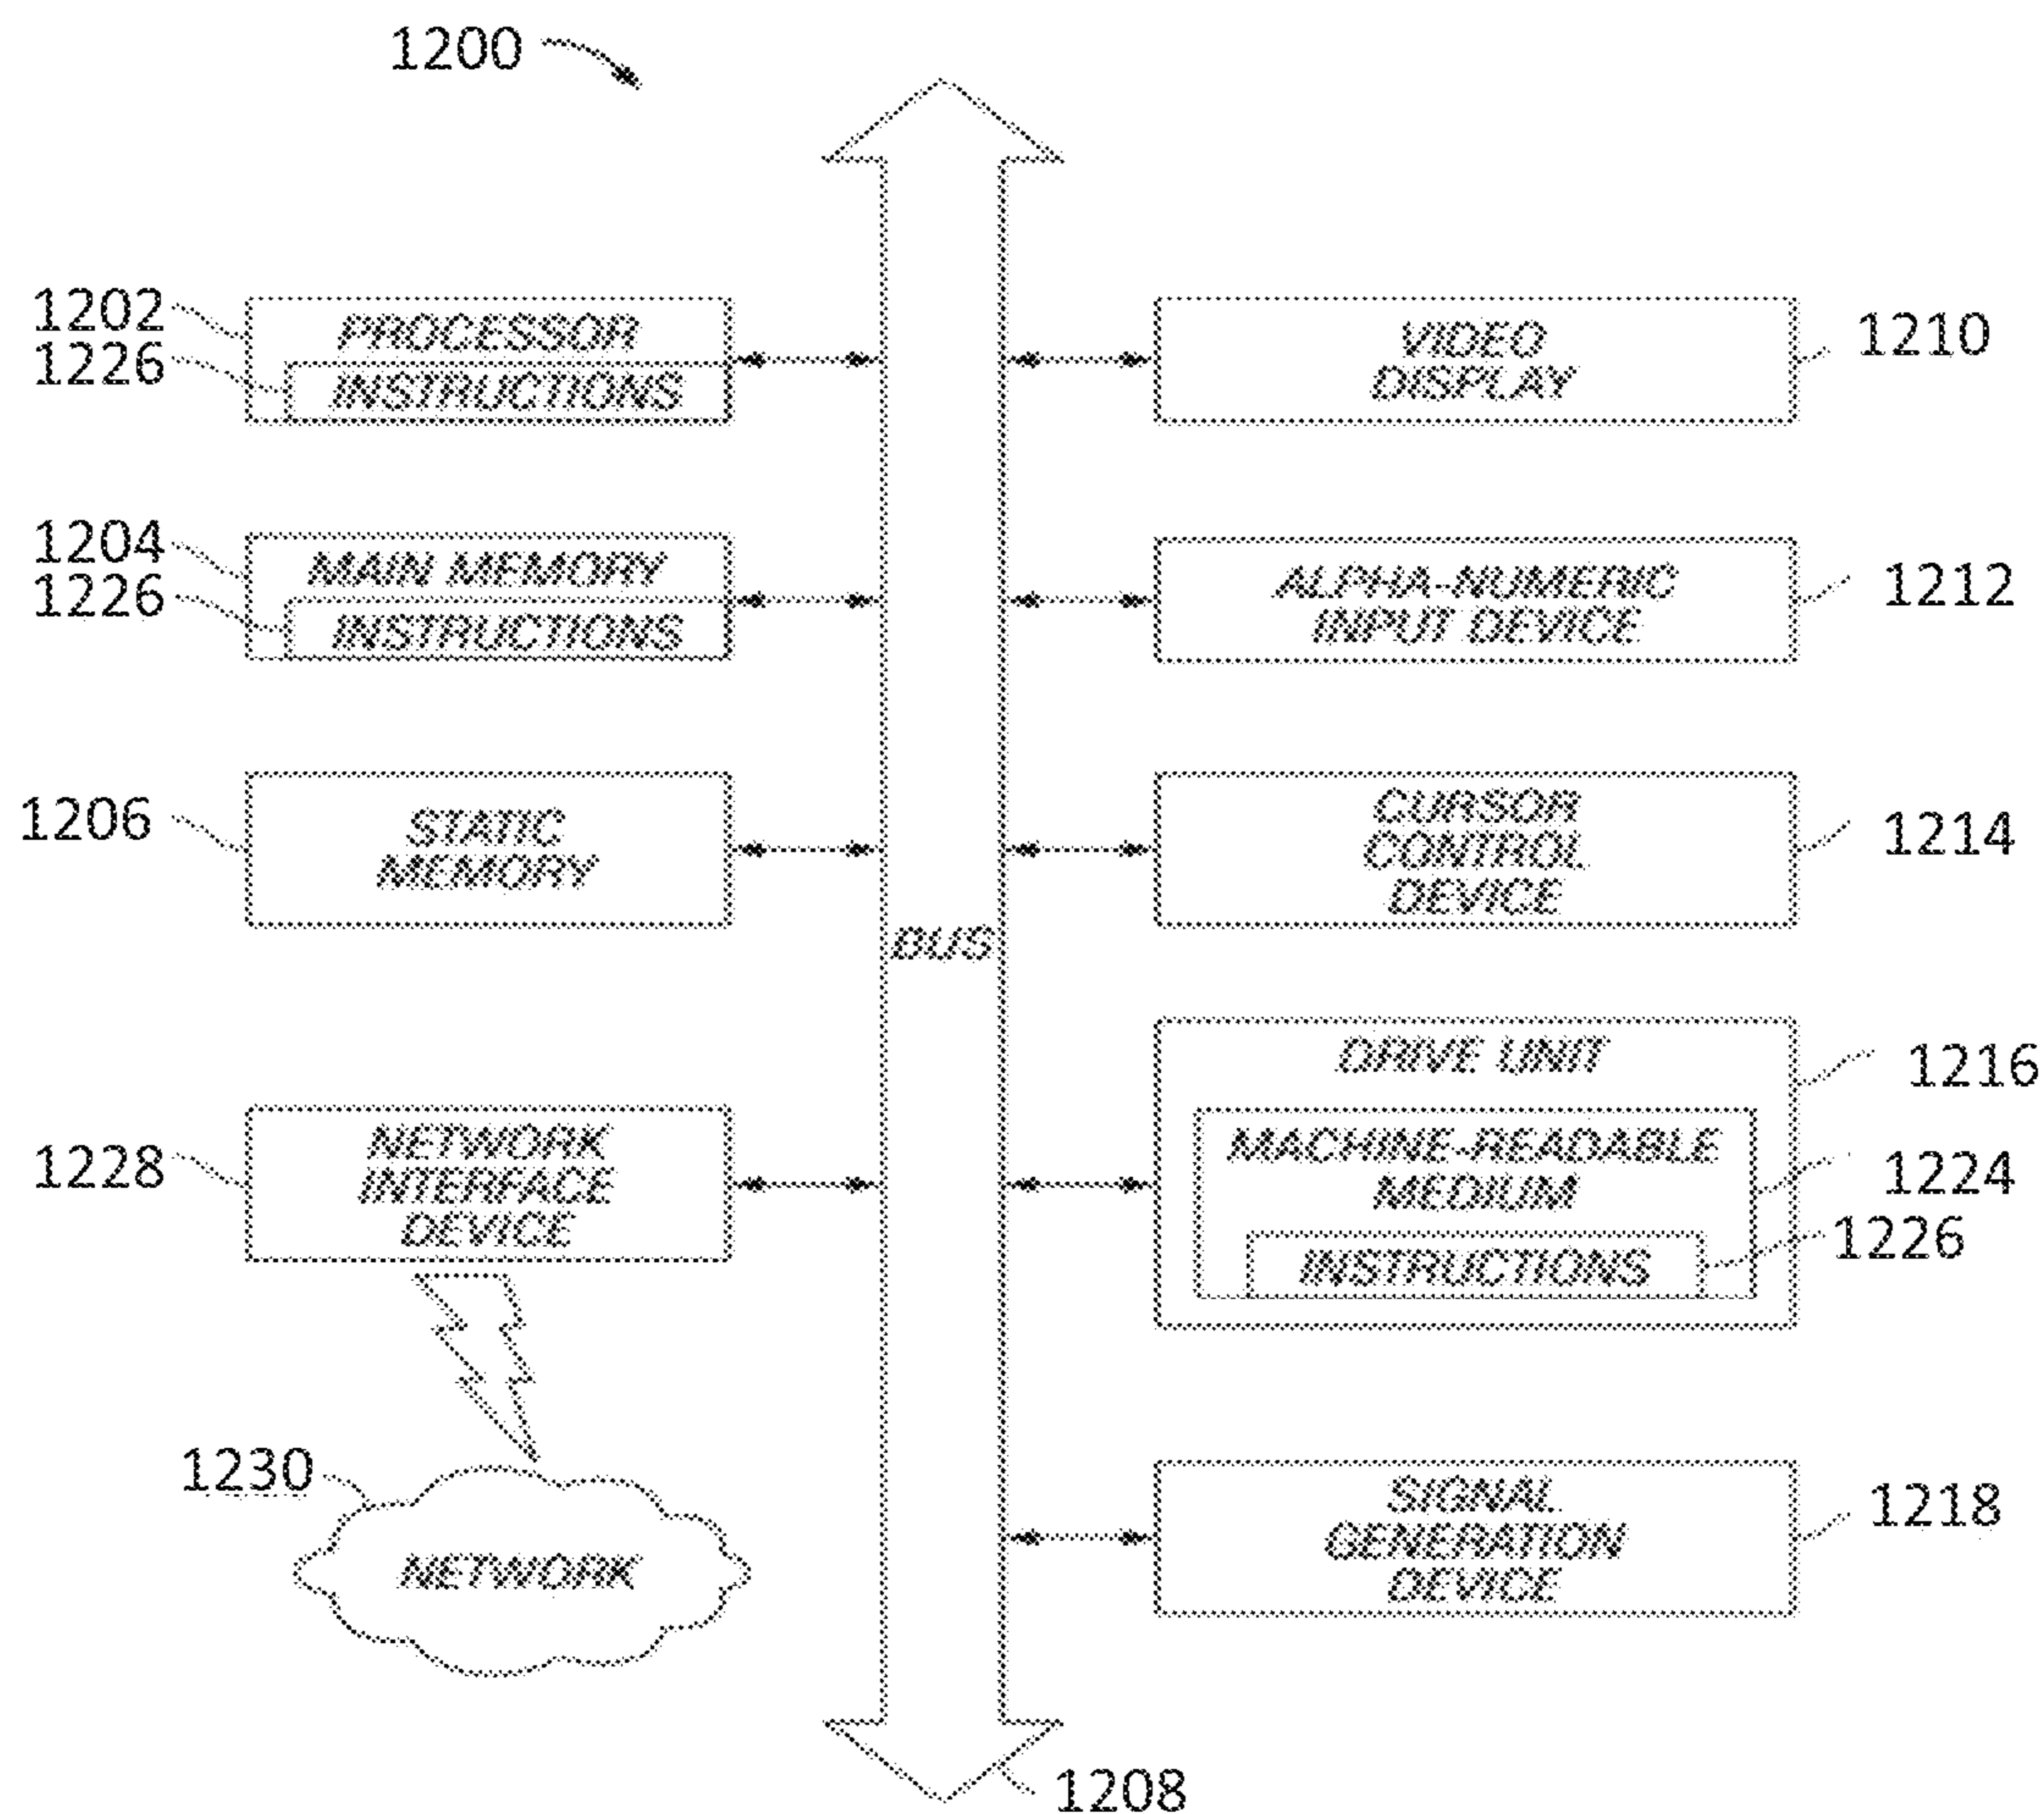 1200
1202
PROCESSOR
1226
INSTRUCTIONS
1204
MAIN MEMORY
1226
INSTRUCTIONS
1206
STATIC
MEMORY
1228
NETWORK
INTERFACE
DEVICE
1230
NETWORK
BUS
1208
VIDEO
DISPLAY
1210
ALPHA-NUMERIC
INPUT DEVICE
1212
CURSOR
CONTROL
DEVICE
1214
DRIVE UNIT
1216
MACHINE-READABLE
MEDIUM
1224
INSTRUCTIONS
1226
SIGNAL
GENERATION
DEVICE
1218